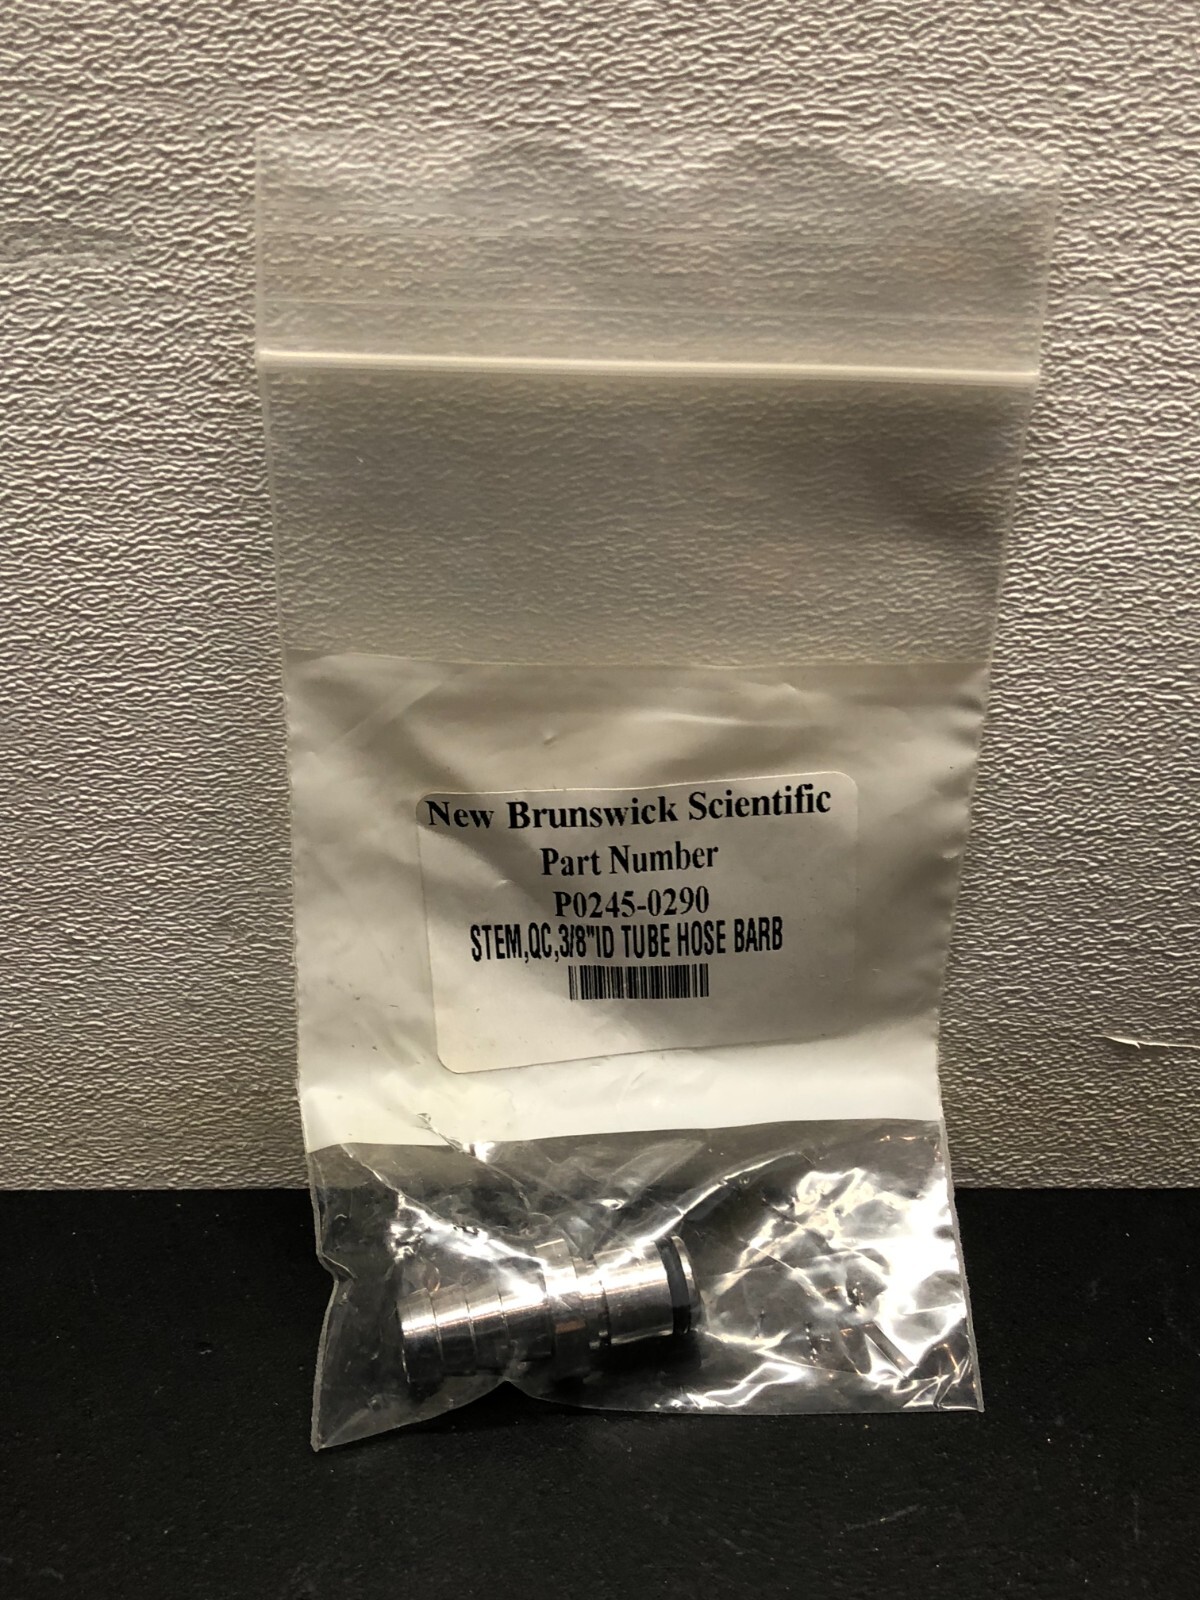 New Brunswick Scientific
Part Number
P0245-0290
STEM,QC,3/8"ID TUBE HOSE BARB